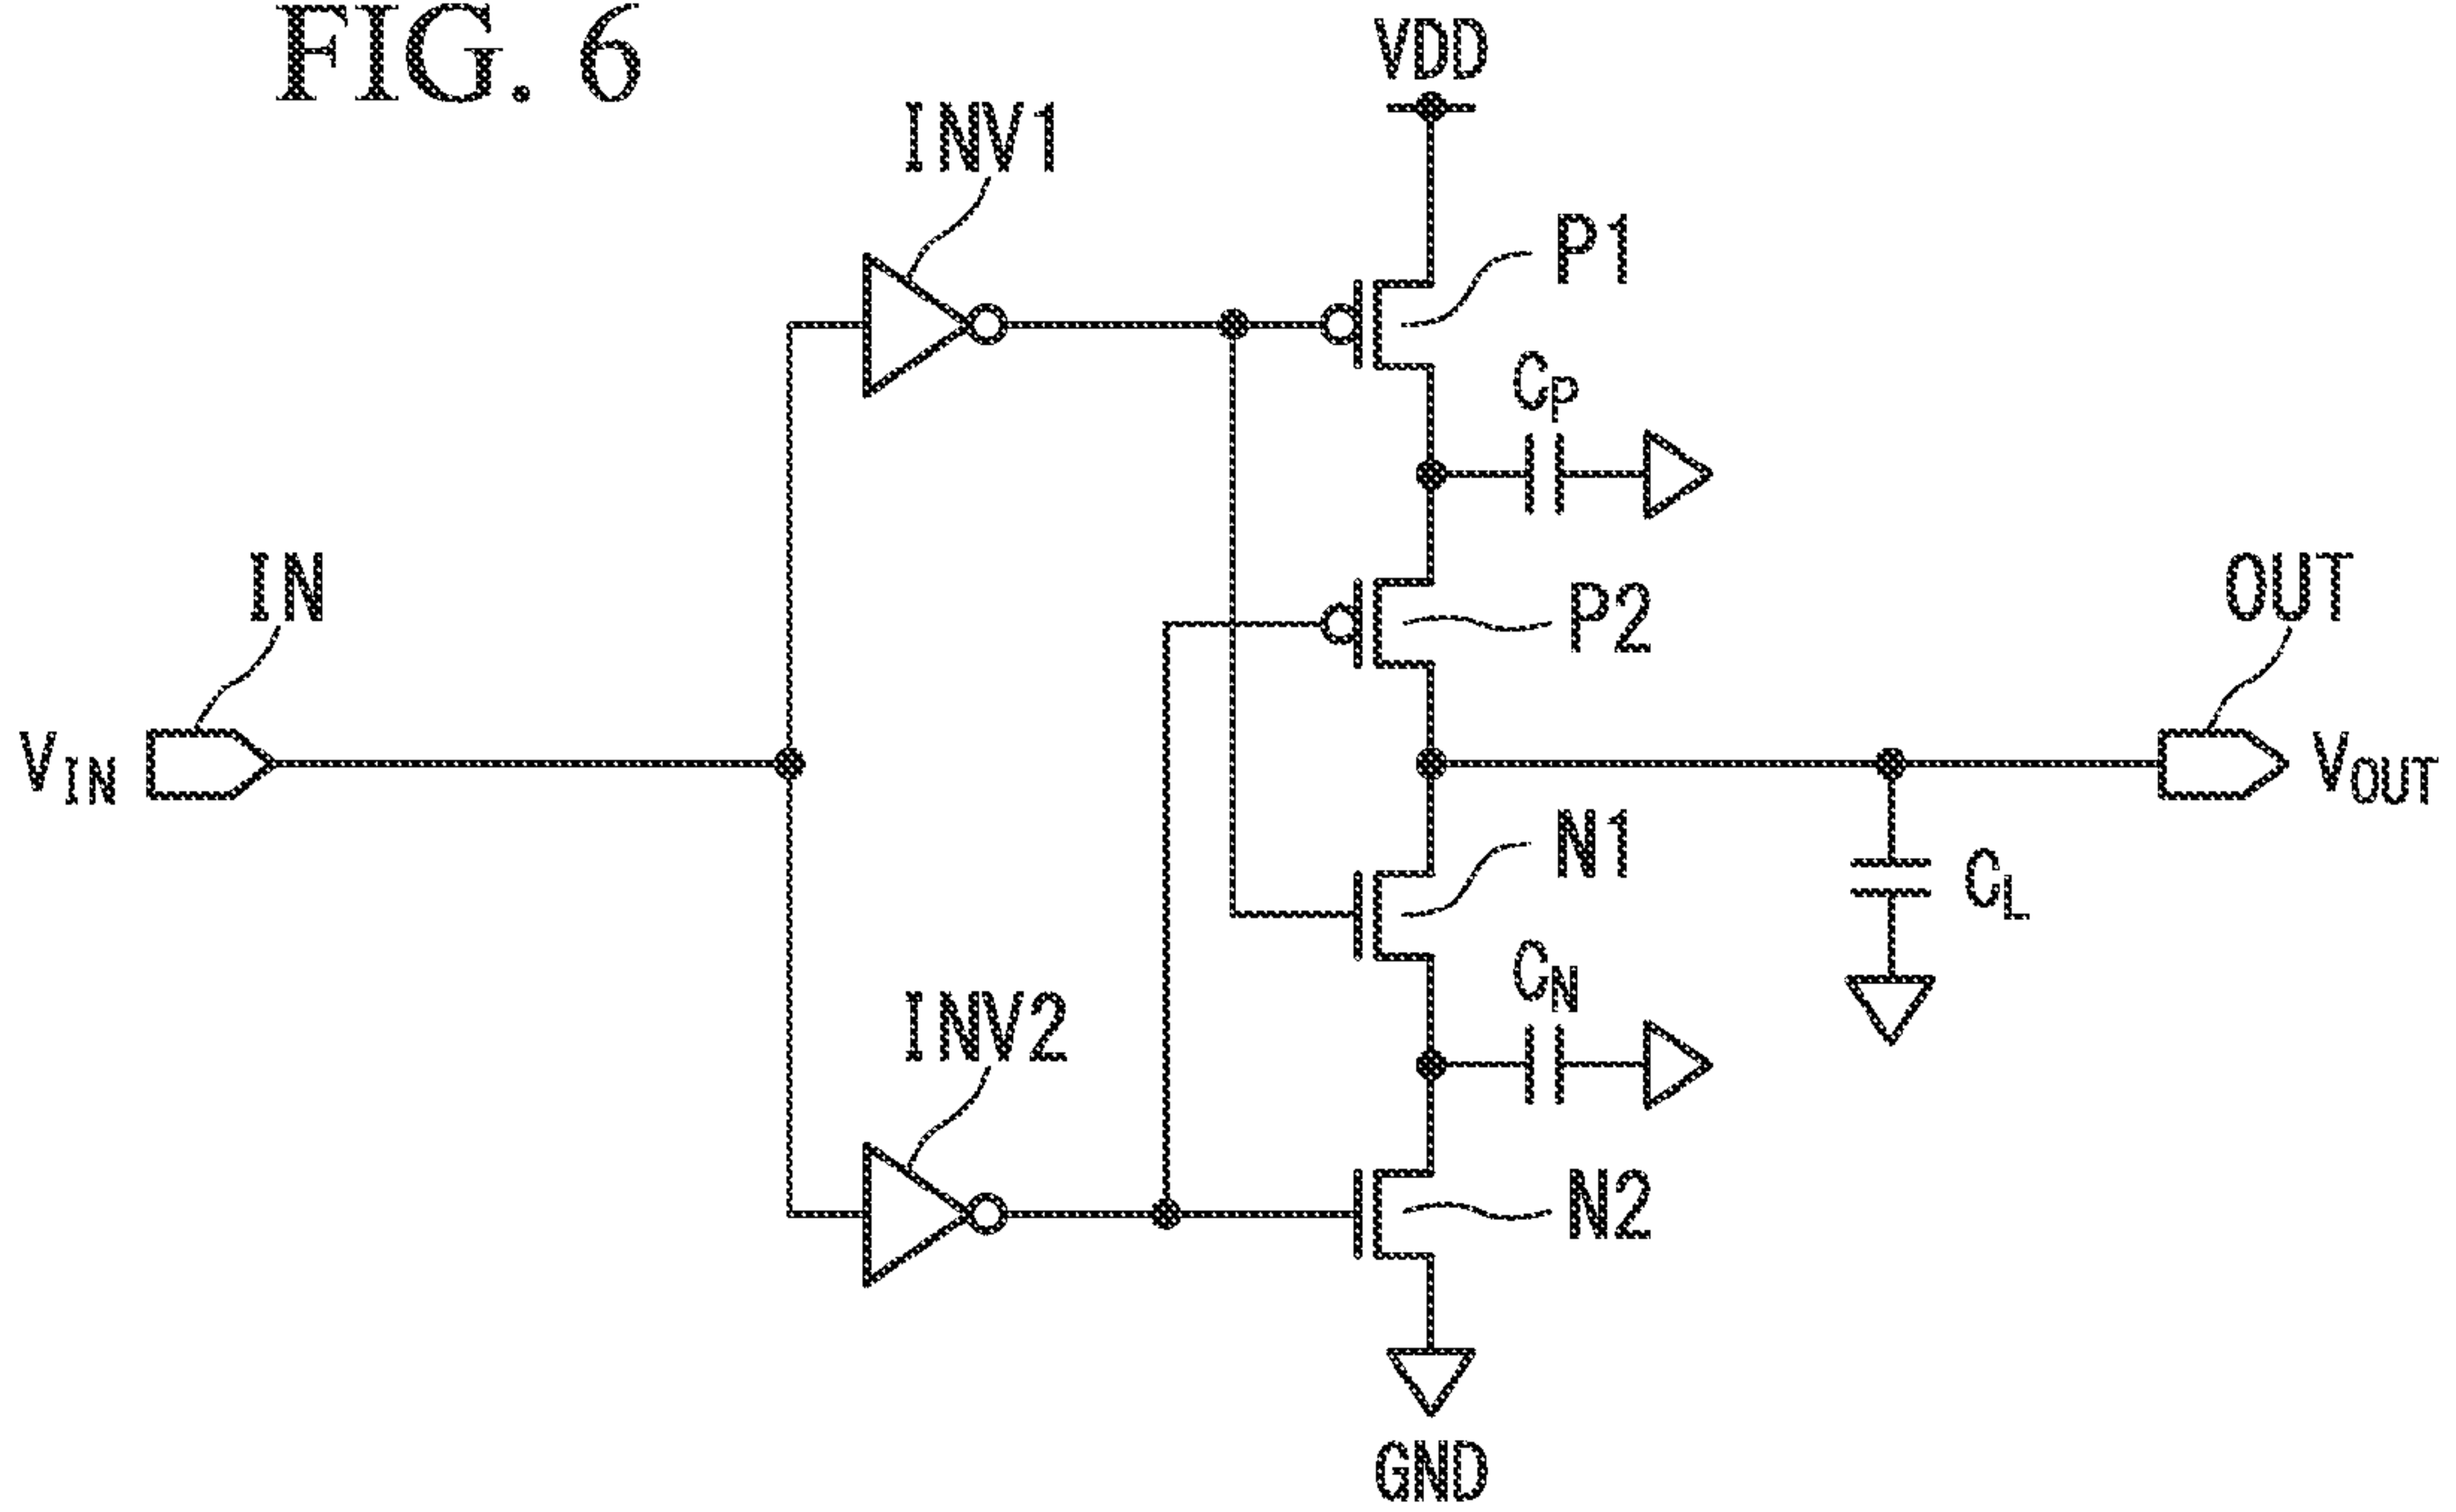 FIG. 6
VDD
INV1
P1
CP
IN
P2
OUT
VIN
VOUT
N1
CL
CN
INV2
N2
GND